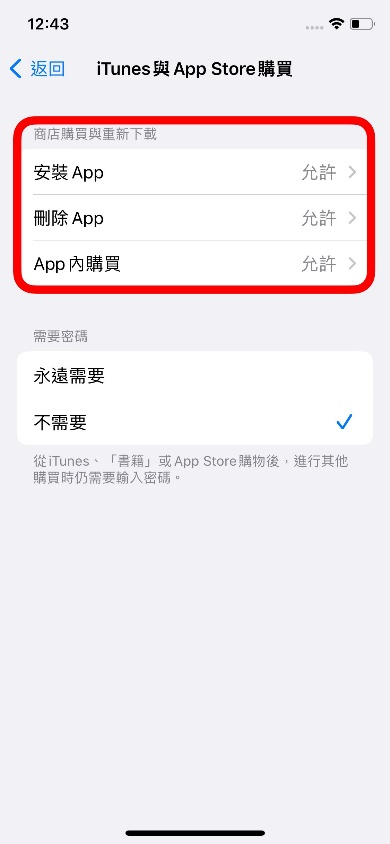 12:43
返回
iTunes與App Store購買
商店購買與重新下載
安裝 App
允許
刪除 App
允許
App 內購買
允許
需要密碼
永遠需要
不需要
從iTunes、「書籍」或App Store購物後，進行其他
購買時仍需要輸入密碼。